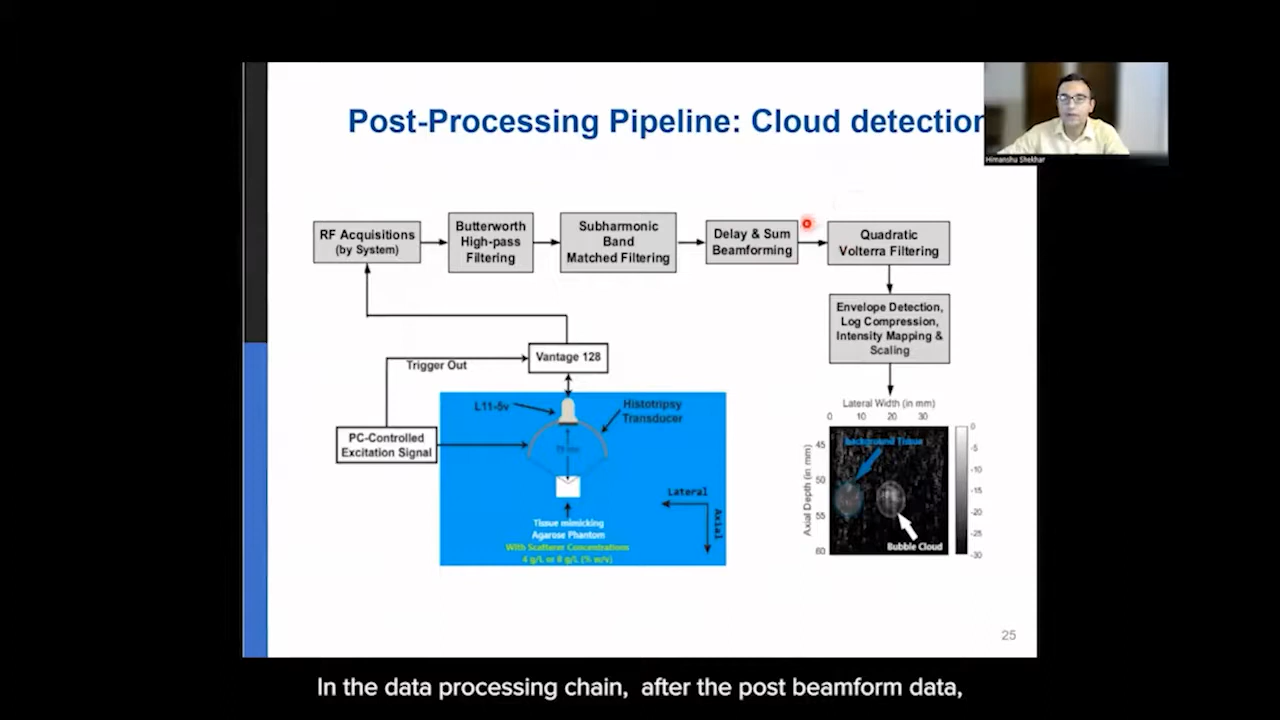 Post-Processing Pipeline: Cloud detection
Himanshu Shekhar
RF Acquisitions
(by System)
Butterworth
High-pass
Filtering
Subharmonic
Band
Matched Filtering
Delay & Sum
Beamforming
Quadratic
Volterra Filtering
Envelope Detection,
Log Compression,
Intensity Mapping &
Scaling
Trigger Out
Vantage 128
L11-5v
Histotripsy
Transducer
PC-Controlled
Excitation Signal
Lateral
Axial
Tissue mimicking
Agarose Phantom
With Scatterer Concentrations
4 g/L or 8 g/L (% w/v)
Lateral Width (in mm)
0 10 20 30
Axial Depth (in mm)
45
50
55
60
background Tissue
Bubble Cloud
0
-5
-10
-15
-20
-25
-30
25
In the data processing chain, after the post beamform data,